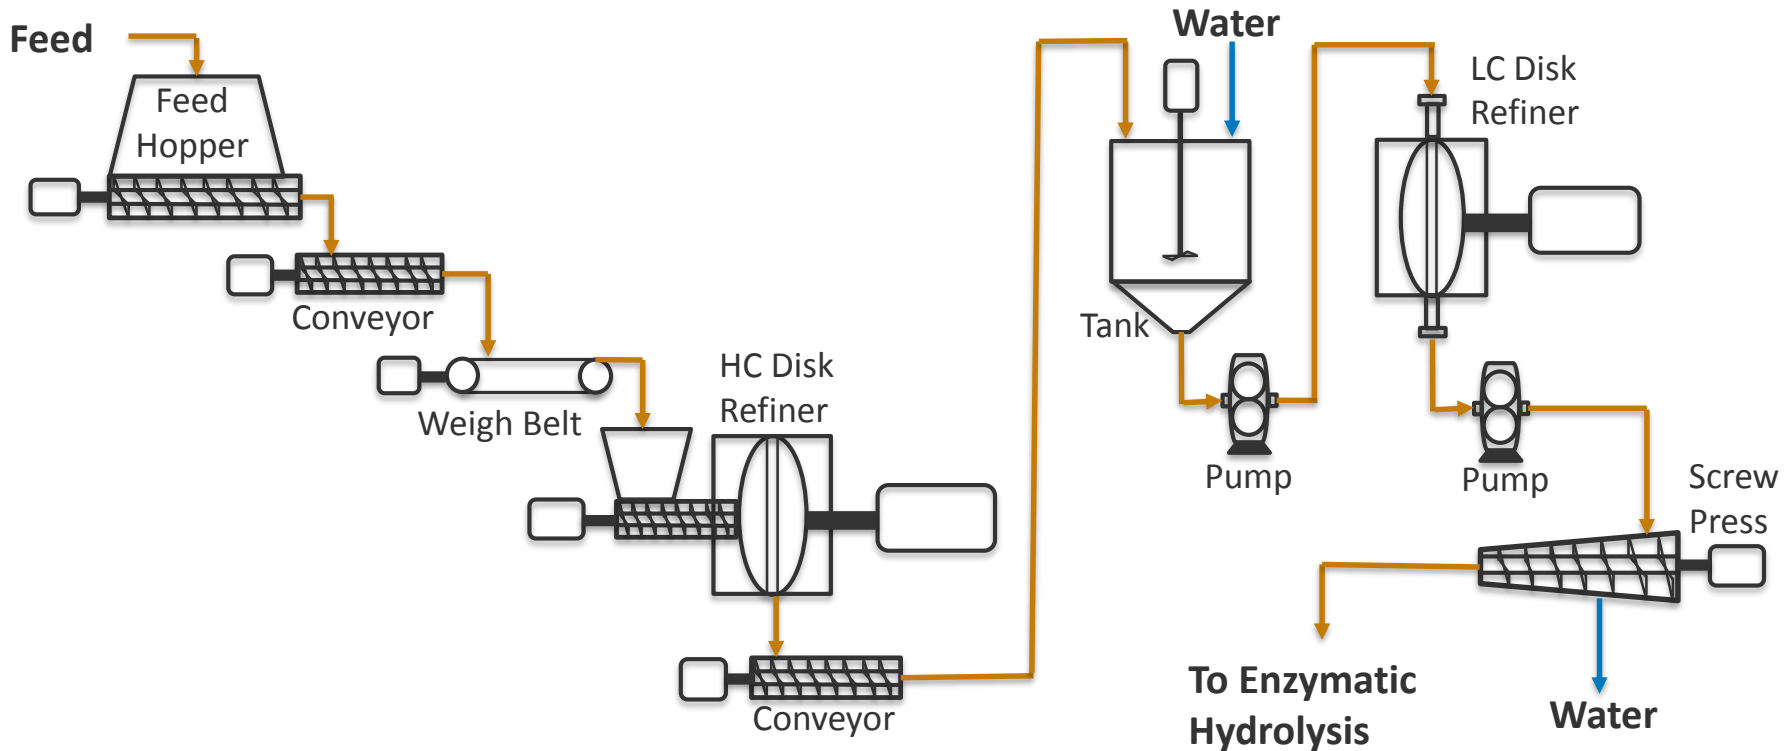 Feed
Feed
Hopper
Conveyor
Weigh Belt
HC Disk
Refiner
Conveyor
Water
Tank
Pump
LC Disk
Refiner
Pump
Screw
Press
To Enzymatic
Hydrolysis
Water